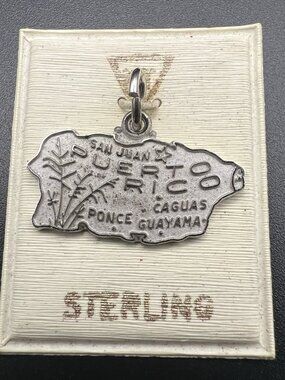 SAN JUAN
PUERTO
RICO
CAGUAS
PONCE GUAYAMA
STERLING